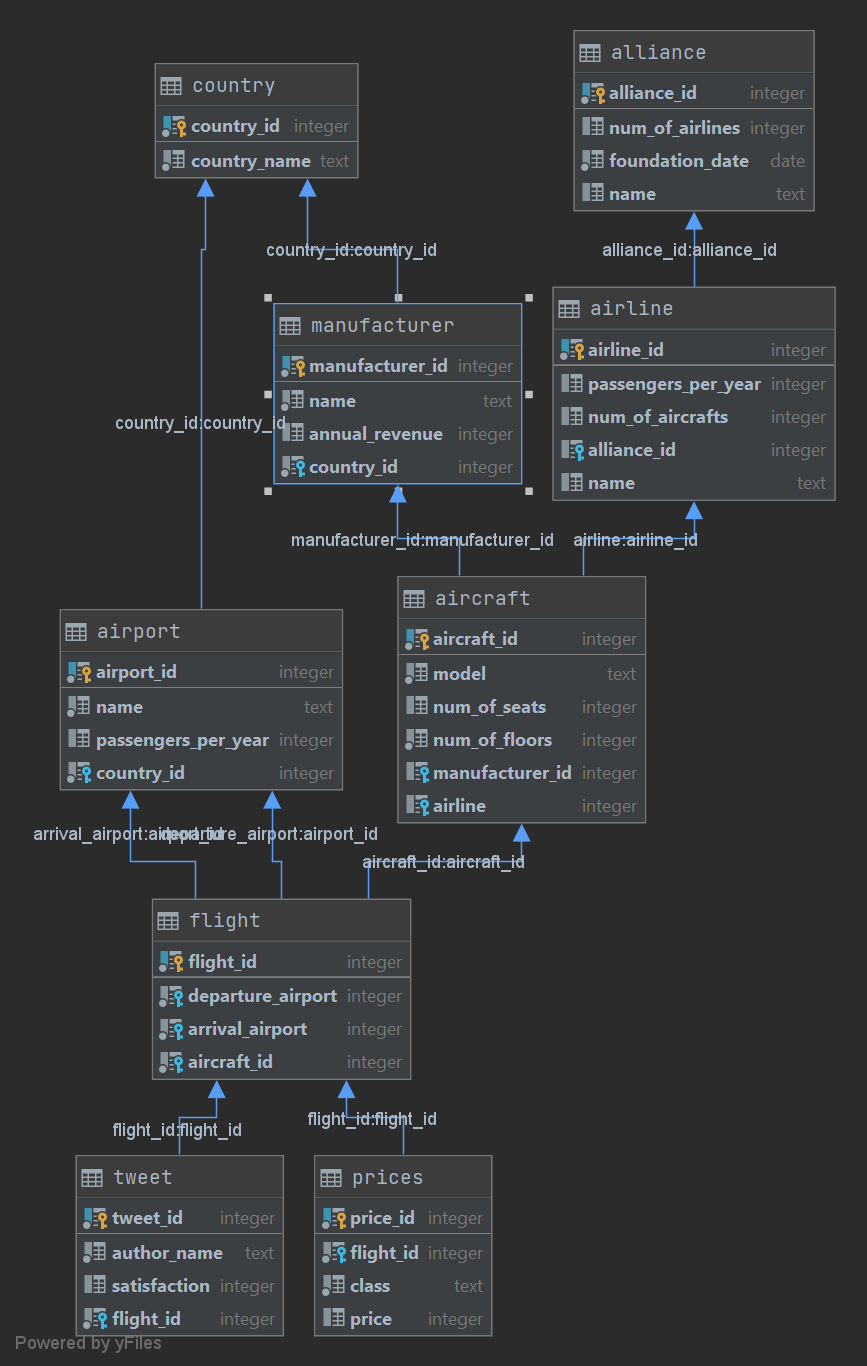 alliance
alliance_id integer
num_of_airlines integer
foundation_date date
name text
country
country_id integer
country_name text
country_id:country_id
alliance_id:alliance_id
manufacturer
manufacturer_id integer
name text
annual_revenue integer
country_id integer
airline
airline_id integer
passengers_per_year integer
num_of_aircrafts integer
alliance_id integer
name text
country_id:country_id
manufacturer_id:manufacturer_id
airline:airline_id
aircraft
aircraft_id integer
model text
num_of_seats integer
num_of_floors integer
manufacturer_id integer
airline integer
airport
airport_id integer
name text
passengers_per_year integer
country_id integer
arrival_airport:airport_id
departure_airport:airport_id
aircraft_id:aircraft_id
flight
flight_id integer
departure_airport integer
arrival_airport integer
aircraft_id integer
flight_id:flight_id
flight_id:flight_id
tweet
tweet_id integer
author_name text
satisfaction integer
flight_id integer
prices
price_id integer
flight_id integer
class text
price integer
Powered by yFiles